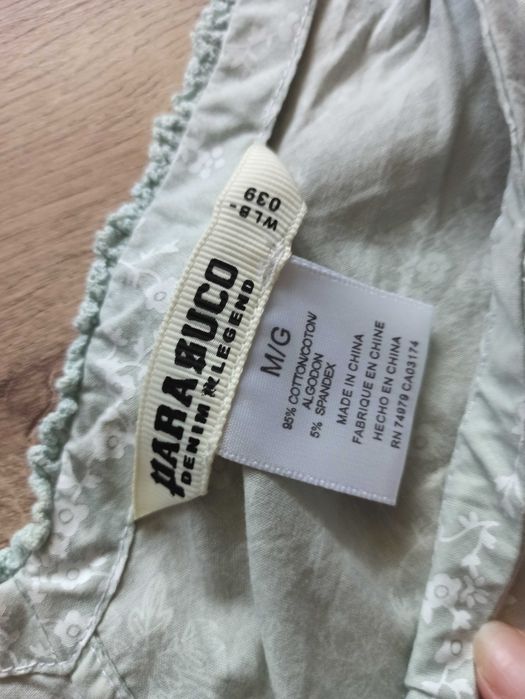 WLB-
039
MARABUCO
DENIM LEGEND
M/G
95% COTTON/COTON/
ALGODON
5% SPANDEX
MADE IN CHINA
FABRIQUE EN CHINE
HECHO EN CHINA
RN 74979 CA03174